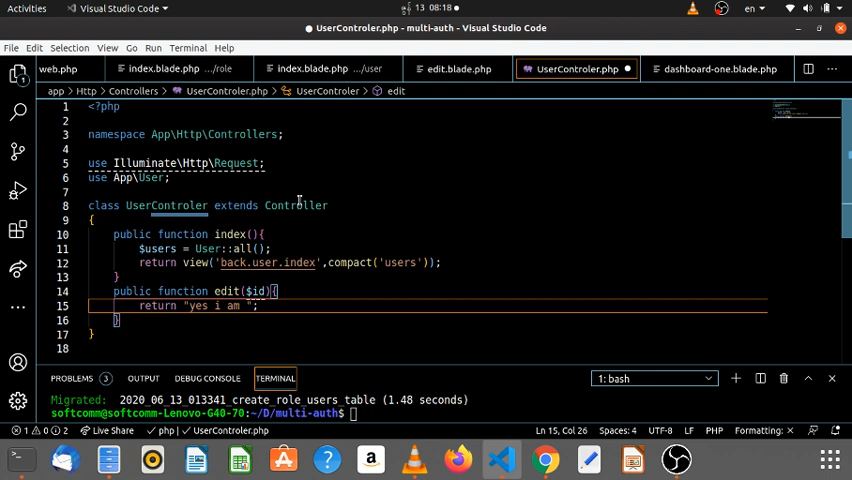 Activities Visual Studio Code 13 08:18 en
UserControler.php - multi-auth - Visual Studio Code
File Edit Selection View Go Run Terminal Help
web.php index.blade.php .../role index.blade.php .../user edit.blade.php UserControler.php dashboard-one.blade.php
app > Http > Controllers > UserControler.php > UserControler > edit
1 <?php
2
3 namespace App\Http\Controllers;
4
5 use Illuminate\Http\Request;
6 use App\User;
7
8 class UserControler extends Controller
9 {
10 public function index(){
11 $users = User::all();
12 return view('back.user.index',compact('users'));
13 }
14 public function edit($id){
15 return "yes i am ";
16 }
17 }
18
PROBLEMS 3 OUTPUT DEBUG CONSOLE TERMINAL 1: bash
Migrated: 2020_06_013341_create_role_users_table (1.48 seconds)
softcomm@softcomm-Lenovo-G40-70:~/D/multi-auth$
1 0 2 Live Share php | UserControler.php Ln 15, Col 26 Spaces: 4 UTF-8 LF PHP Formatting: ×